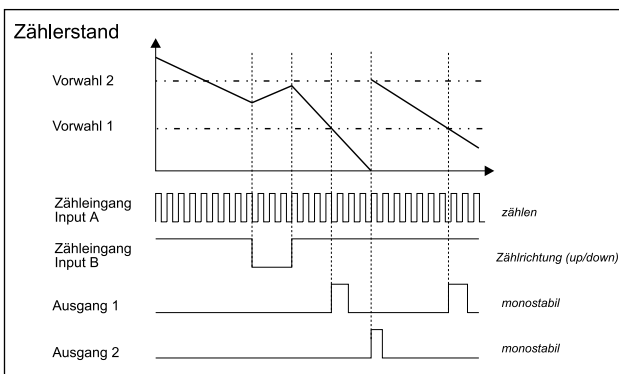 Zählerstand
Vorwahl 2
Vorwahl 1
Zähleingang
Input A
zählen
Zähleingang
Input B
Zählrichtung (up/down)
Ausgang 1
monostabil
Ausgang 2
monostabil